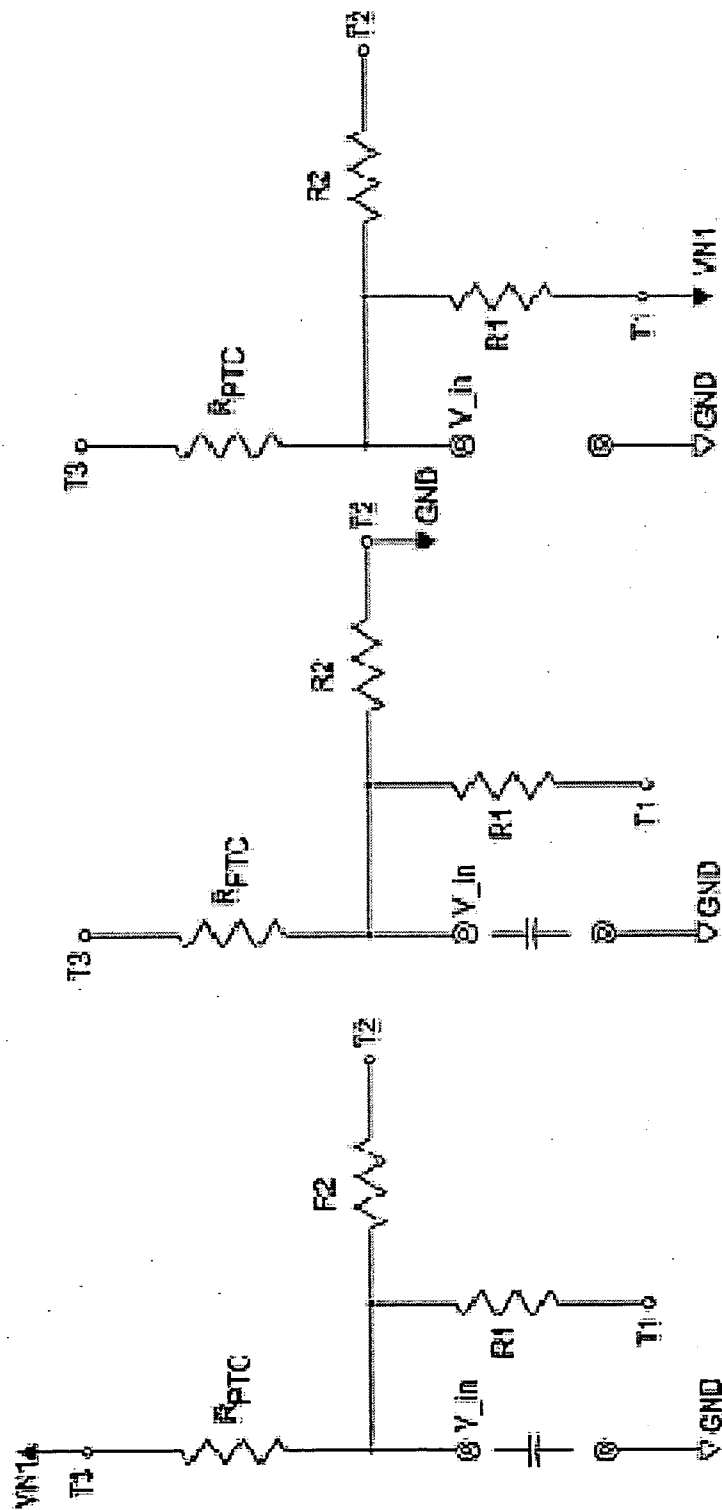 VIN1
T1
RPTC
R2
T2
V_in
R1
T1
GND
T3
RPTC
R2
T2
GND
V_in
R1
T1
GND
T3
RPTC
R2
T2
V_in
R1
T1
GND
VIN1